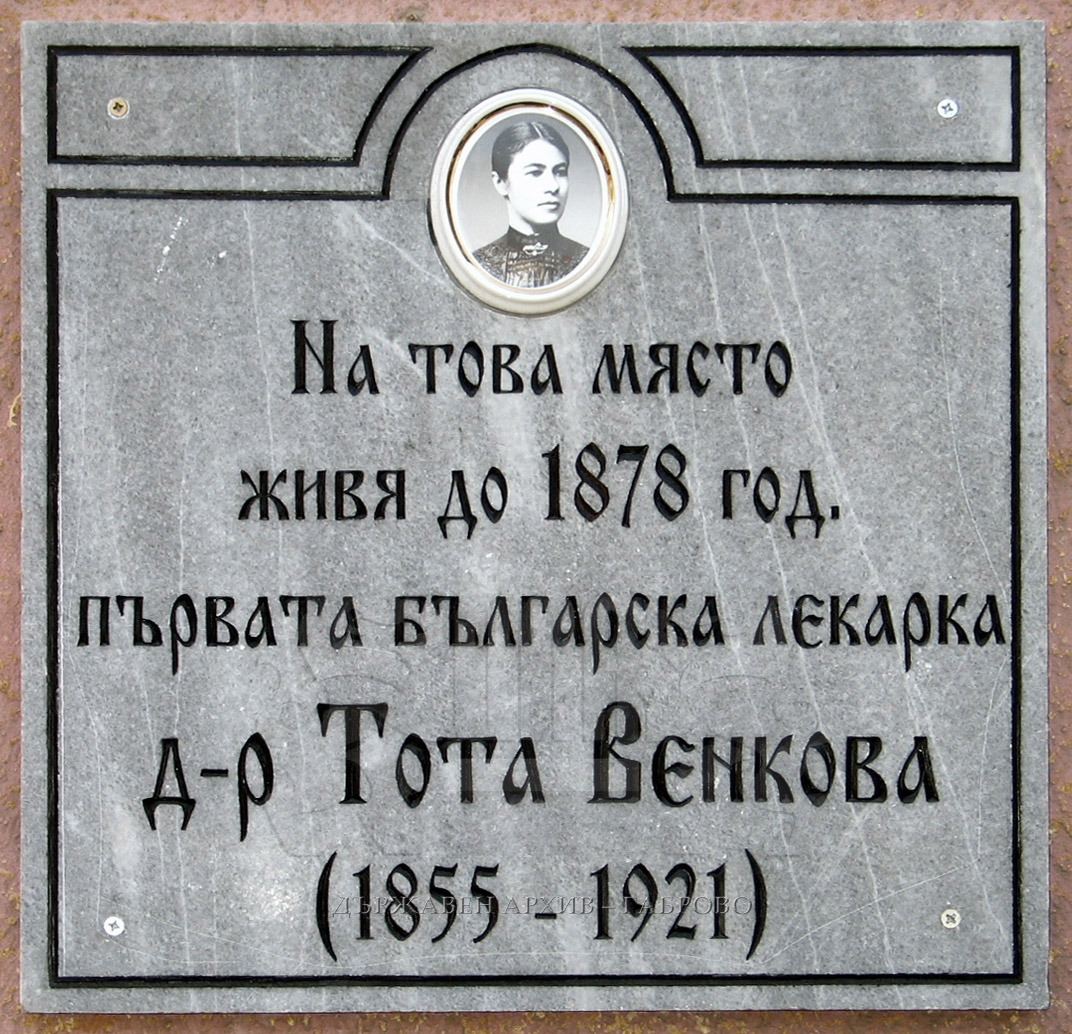 На това място
живя до 1878 год.
първата българска лекарка
д-р Тота Венкова
(1855 - 1921)
ДЪРЖАВЕН АРХИВ - ГАБРОВО